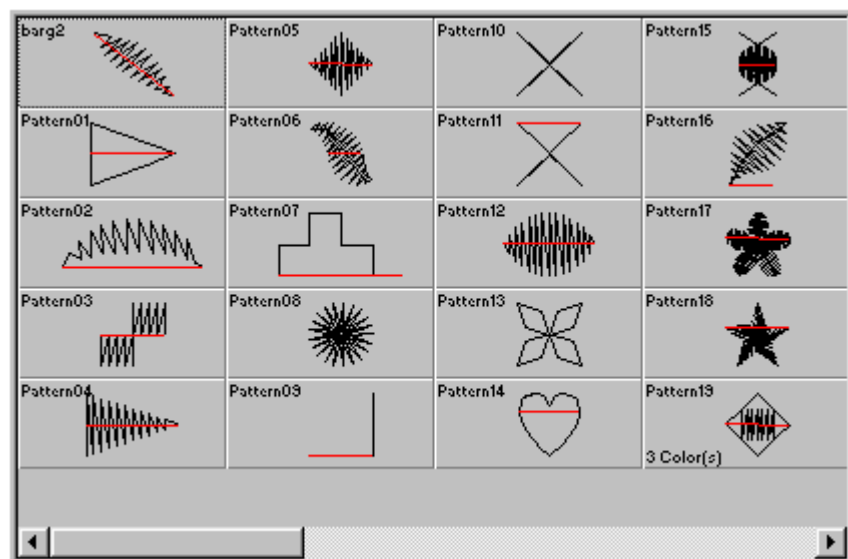 barg2
Pattern05
Pattern10
Pattern15
Pattern01
Pattern06
Pattern11
Pattern16
Pattern02
Pattern07
Pattern12
Pattern17
Pattern03
Pattern08
Pattern13
Pattern18
Pattern04
Pattern09
Pattern14
Pattern19
3 Color(s)